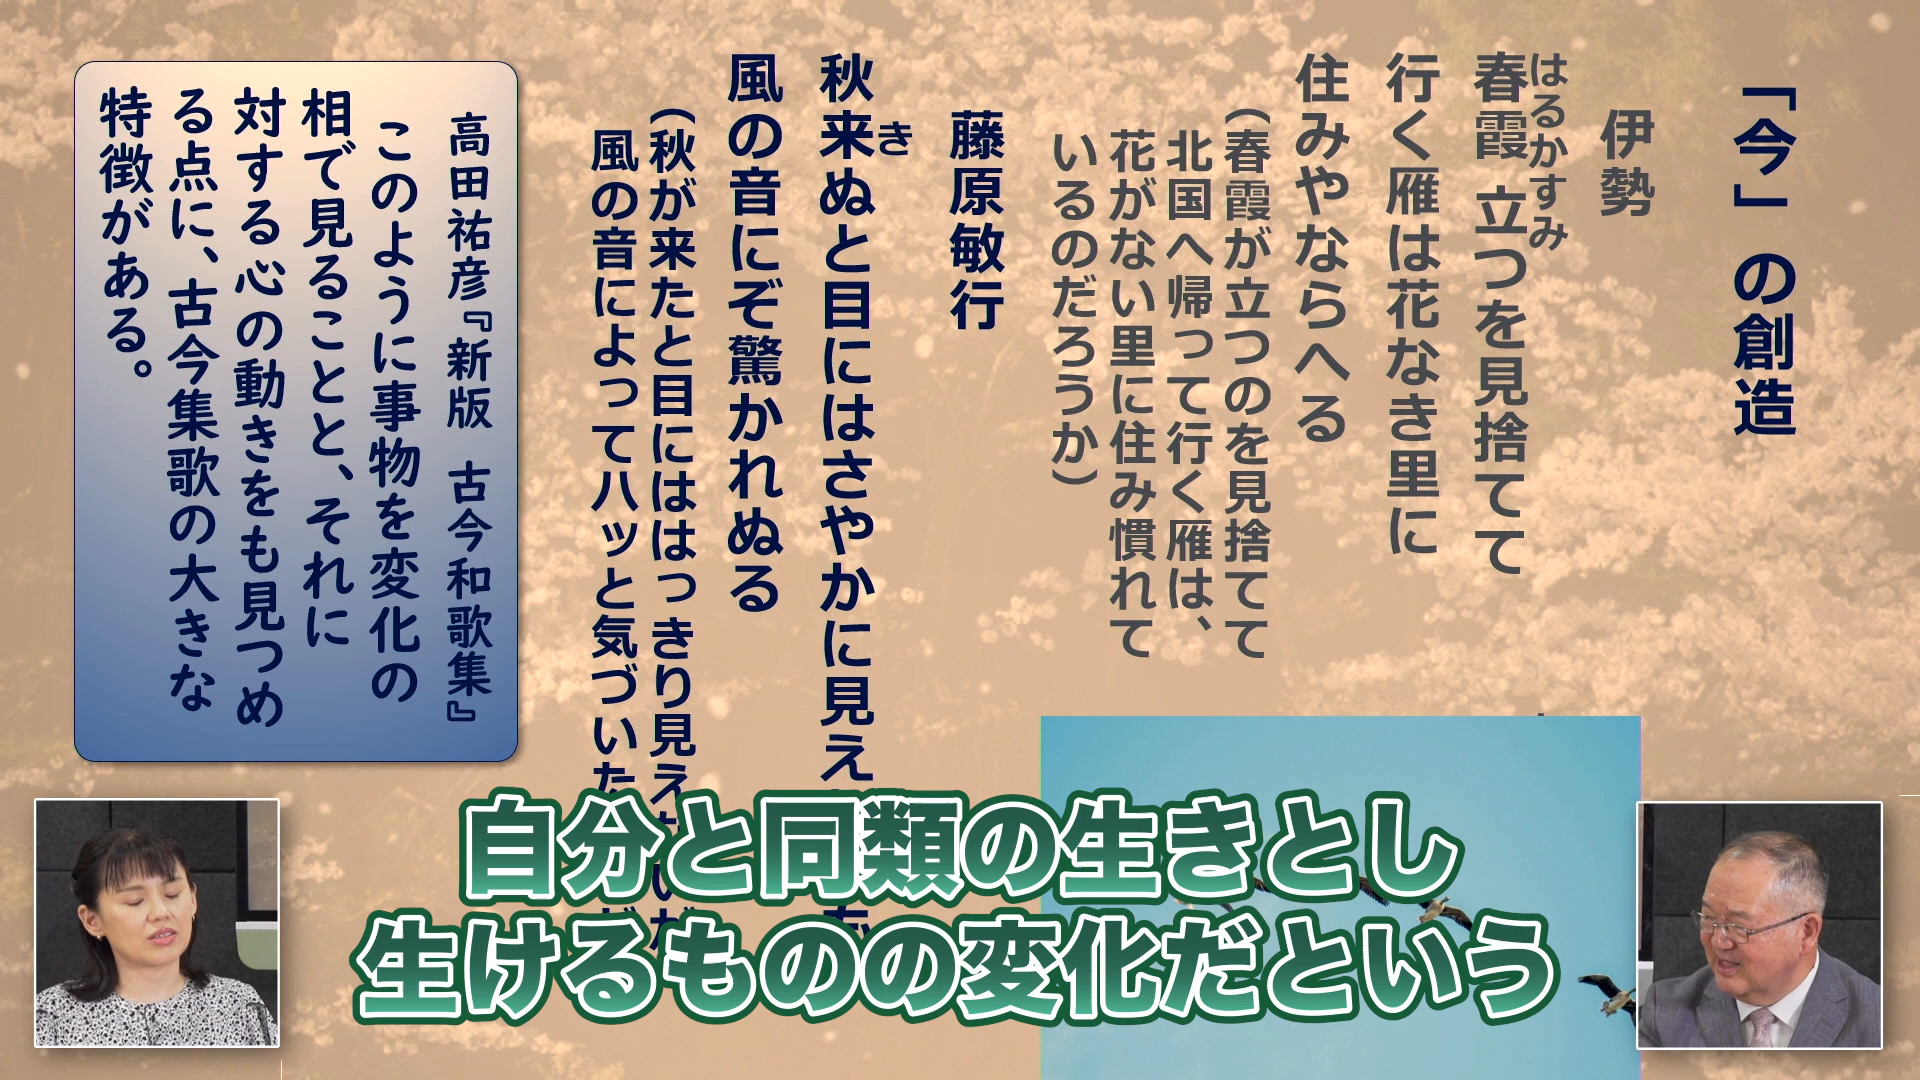 「今」の創造
伊勢
はるかすみ
春霞 立つを見捨てて
行く雁は花なき里に
住みやならへる
(春霞が立つのを見捨てて
北国へ帰って行く雁は、
花がない里に住み慣れて
いるのだろうか)
藤原敏行
き
秋来ぬと目にはさやかに見え
風の音にぞ驚かれぬる
(秋が来たと目にははっきり見え
風の音によってハッと気づいた
高田祐彦『新版 古今和歌集』
このように事物を変化の
相で見ることと、それに
対する心の動きをも見つめ
る点に、古今集歌の大きな
特徴がある。
自分と同類の生きとし
生けるものの変化だという